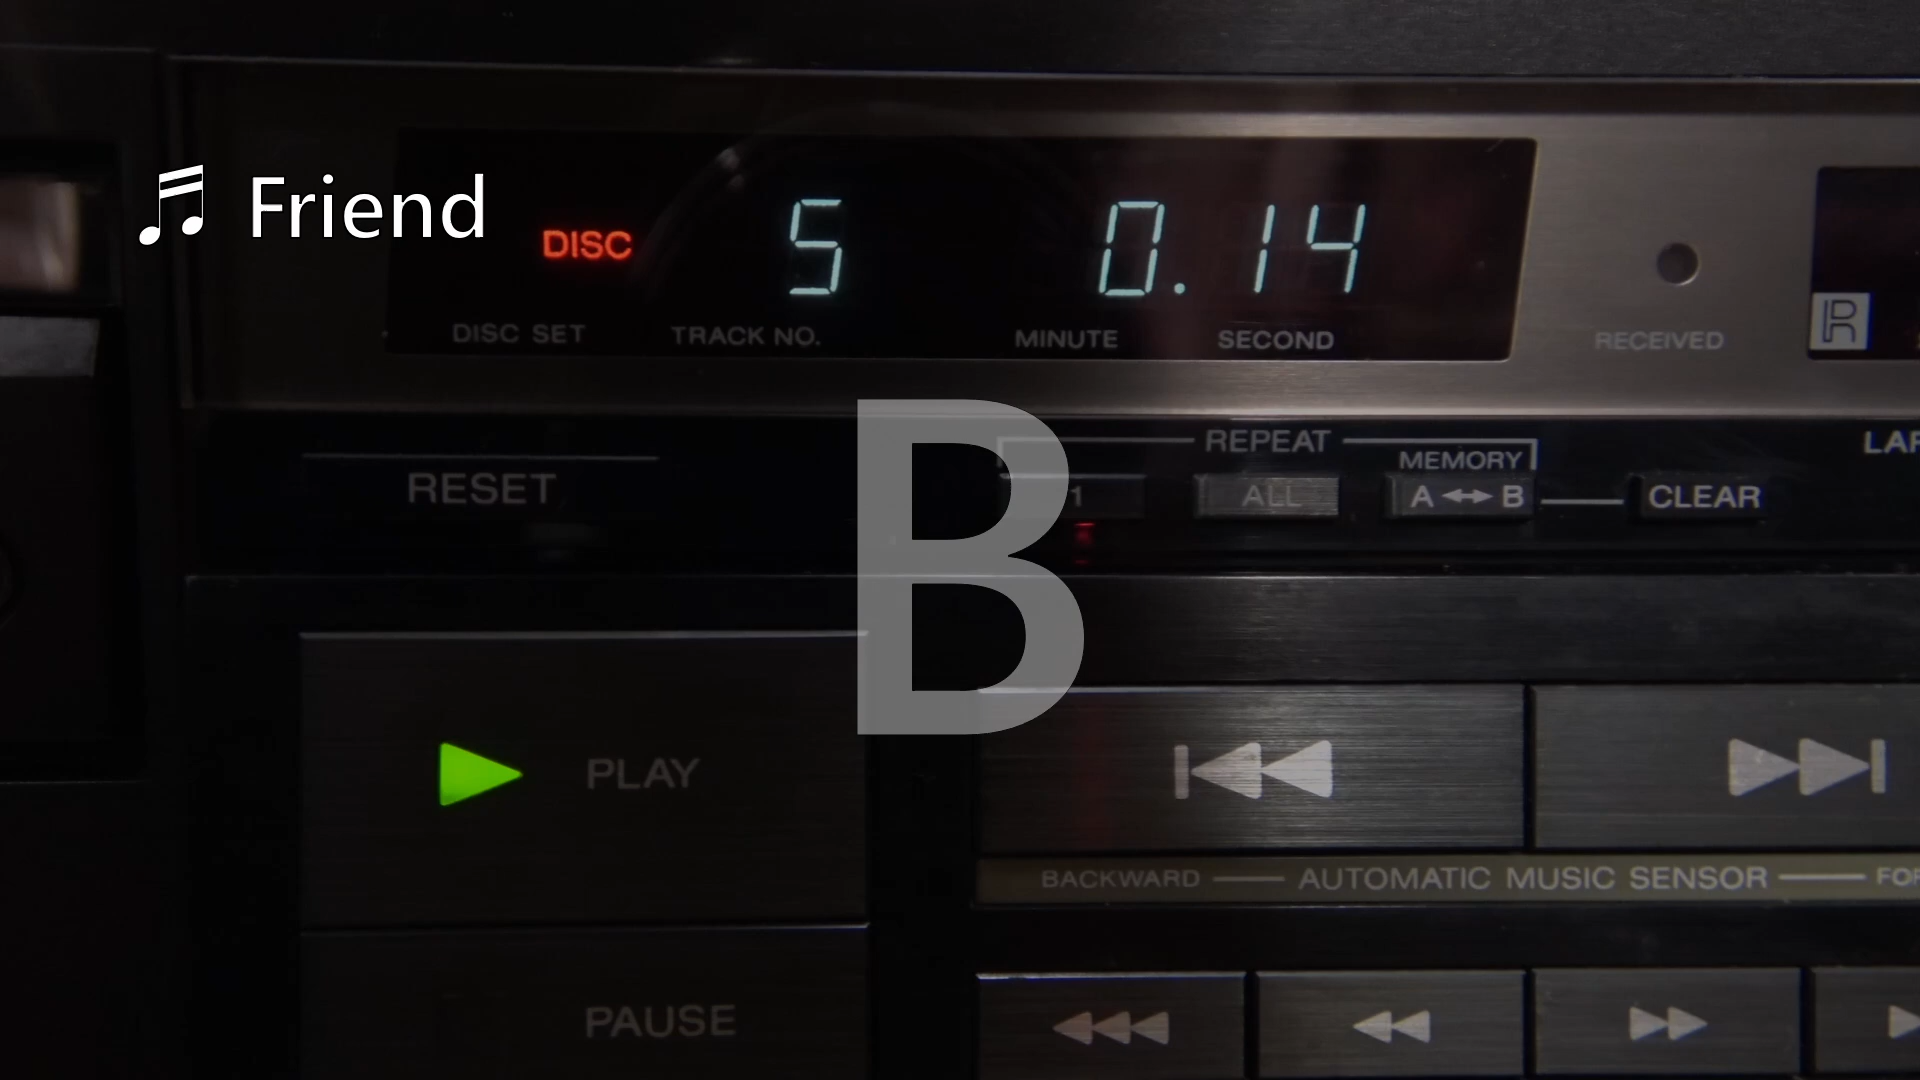 ♫ Friend
DISC 5 0.14
DISC SET TRACK NO. MINUTE SECOND RECEIVED R
B
REPEAT
MEMORY
RESET 1 ALL A ↔ B CLEAR
PLAY
BACKWARD AUTOMATIC MUSIC SENSOR
PAUSE